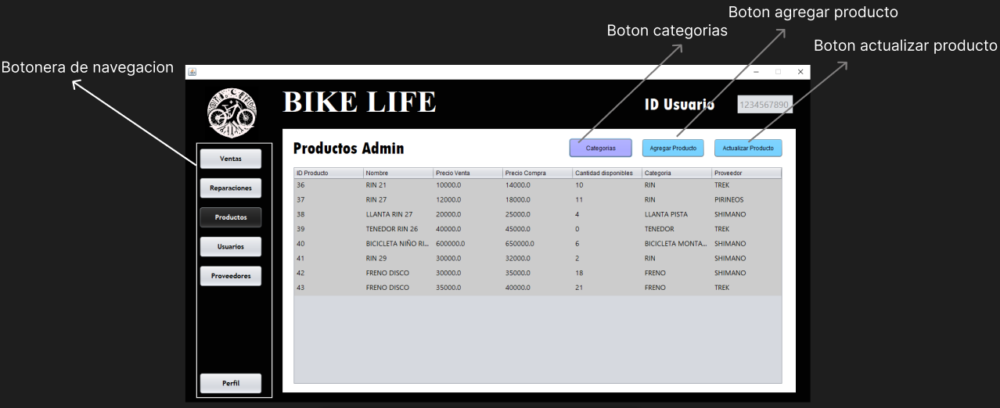 Boton agregar producto
Boton categorias
Boton actualizar producto
Botonera de navegacion
BIKE LIFE
ID Usuario 1234567890
Productos Admin
Categorias Agregar Producto Actualizar Producto
Ventas
Reparaciones
Productos
Usuarios
Proveedores
Perfil
ID Producto Nombre Precio Venta Precio Compra Cantidad disponibles Categoria Proveedor
36 RIN 21 10000.0 14000.0 10 RIN TREK
37 RIN 27 12000.0 18000.0 11 RIN PIRINEOS
38 LLANTA RIN 27 20000.0 25000.0 4 LLANTA PISTA SHIMANO
39 TENEDOR RIN 26 40000.0 45000.0 0 TENEDOR TREK
40 BICICLETA NIÑO RI... 600000.0 650000.0 6 BICICLETA MONTA... SHIMANO
41 RIN 29 30000.0 32000.0 2 RIN SHIMANO
42 FRENO DISCO 30000.0 35000.0 18 FRENO SHIMANO
43 FRENO DISCO 35000.0 40000.0 21 FRENO TREK